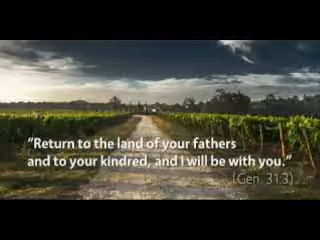 “Return to the land of your fathers
and to your kindred, and I will be with you.”
(Gen. 31:3)